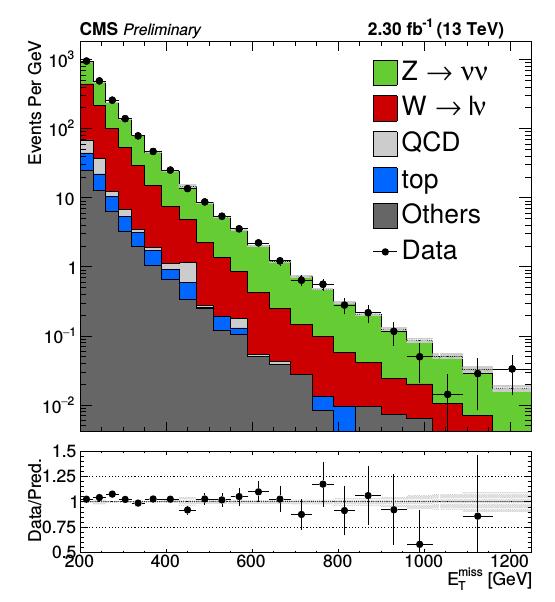 CMS Preliminary 2.30 fb⁻¹ (13 TeV)
Events Per GeV
10³
10²
10
1
10⁻¹
10⁻²
Z → νν
W → lν
QCD
top
Others
Data
Data/Pred.
1.5
1.25
1
0.75
0.5
200 400 600 800 1000 1200
E_T^miss [GeV]